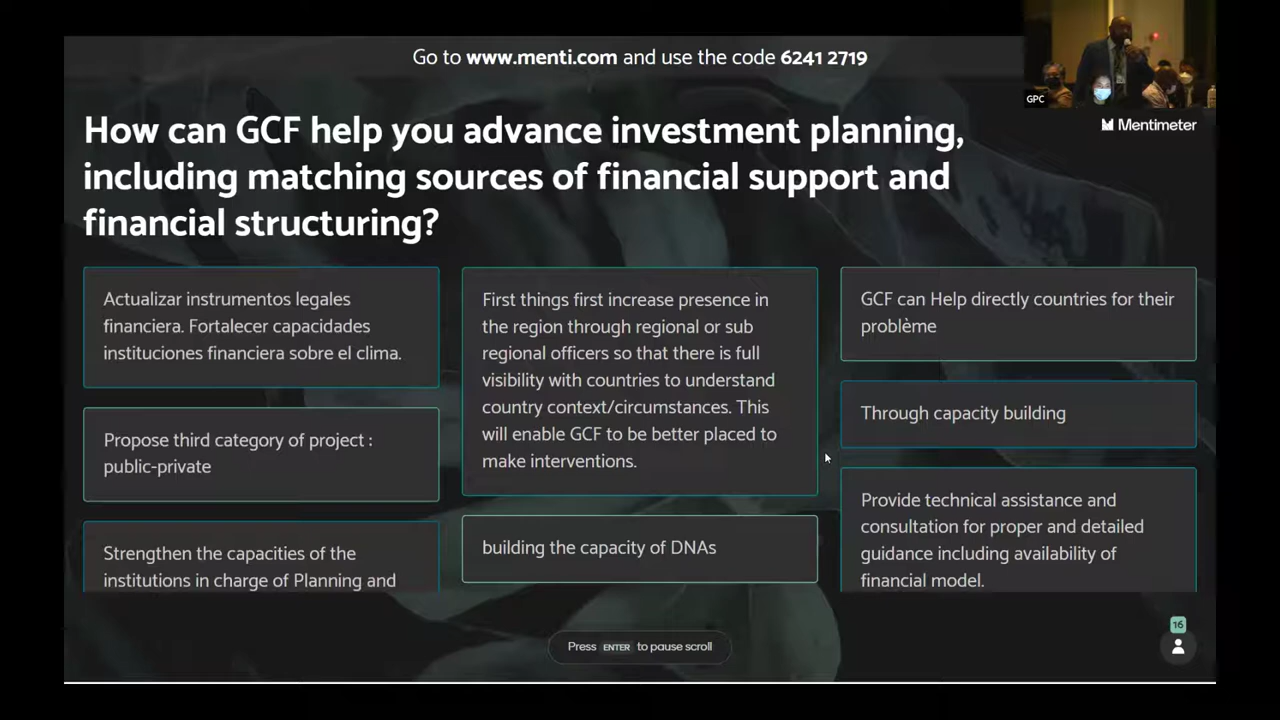 Go to www.menti.com and use the code 6241 2719
GPC
Mentimeter
How can GCF help you advance investment planning,
including matching sources of financial support and
financial structuring?
Actualizar instrumentos legales
financiera. Fortalecer capacidades
instituciones financiera sobre el clima.
Propose third category of project :
public-private
Strengthen the capacities of the
institutions in charge of Planning and
First things first increase presence in
the region through regional or sub
regional officers so that there is full
visibility with countries to understand
country context/circumstances. This
will enable GCF to be better placed to
make interventions.
building the capacity of DNAs
GCF can Help directly countries for their
problème
Through capacity building
Provide technical assistance and
consultation for proper and detailed
guidance including availability of
financial model.
Press ENTER to pause scroll
16